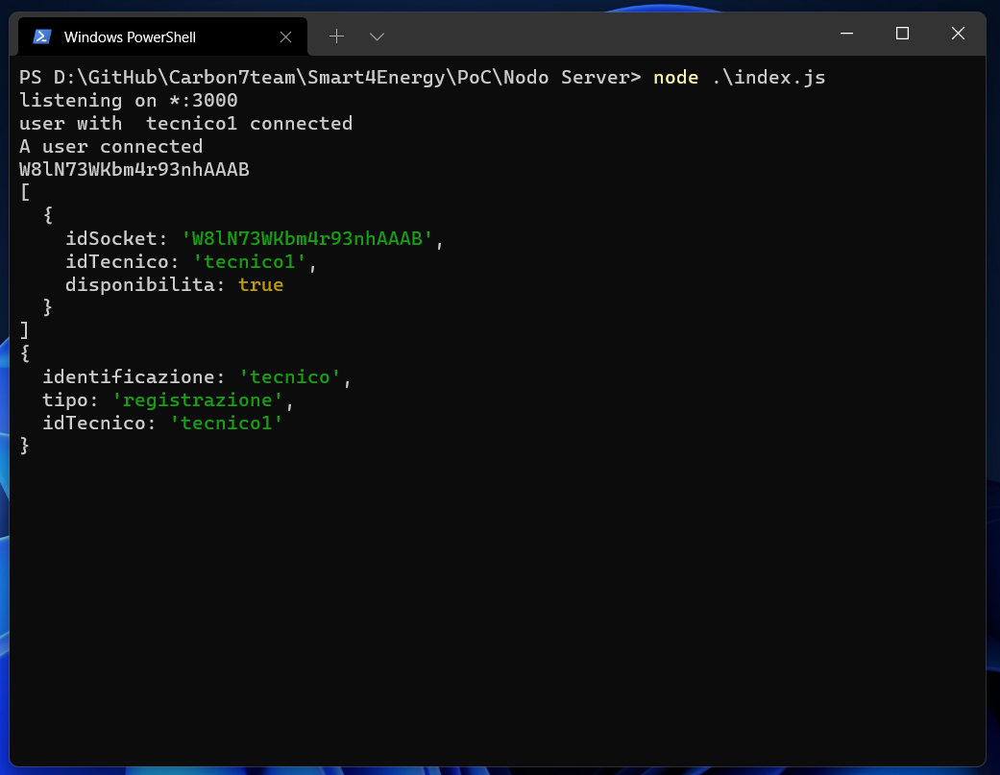 Windows PowerShell
PS D:\GitHub\Carbon7team\Smart4Energy\PoC\Nodo Server> node .\index.js
listening on *:3000
user with  tecnico1 connected
A user connected
W8lN73WKbm4r93nhAAAB
[
  {
    idSocket: 'W8lN73WKbm4r93nhAAAB',
    idTecnico: 'tecnico1',
    disponibilita: true
  }
]
{
  identificazione: 'tecnico',
  tipo: 'registrazione',
  idTecnico: 'tecnico1'
}